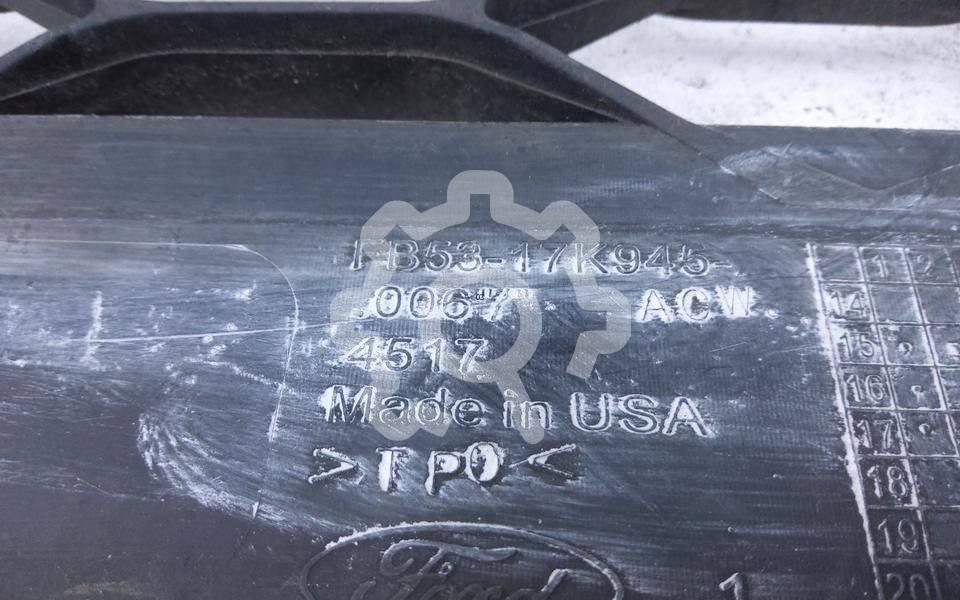 FB53-17K945-
.0067 ACW.
4517
Made in USA
>TPO<
Ford
1
1 2
14
15
16
17
18
19
20